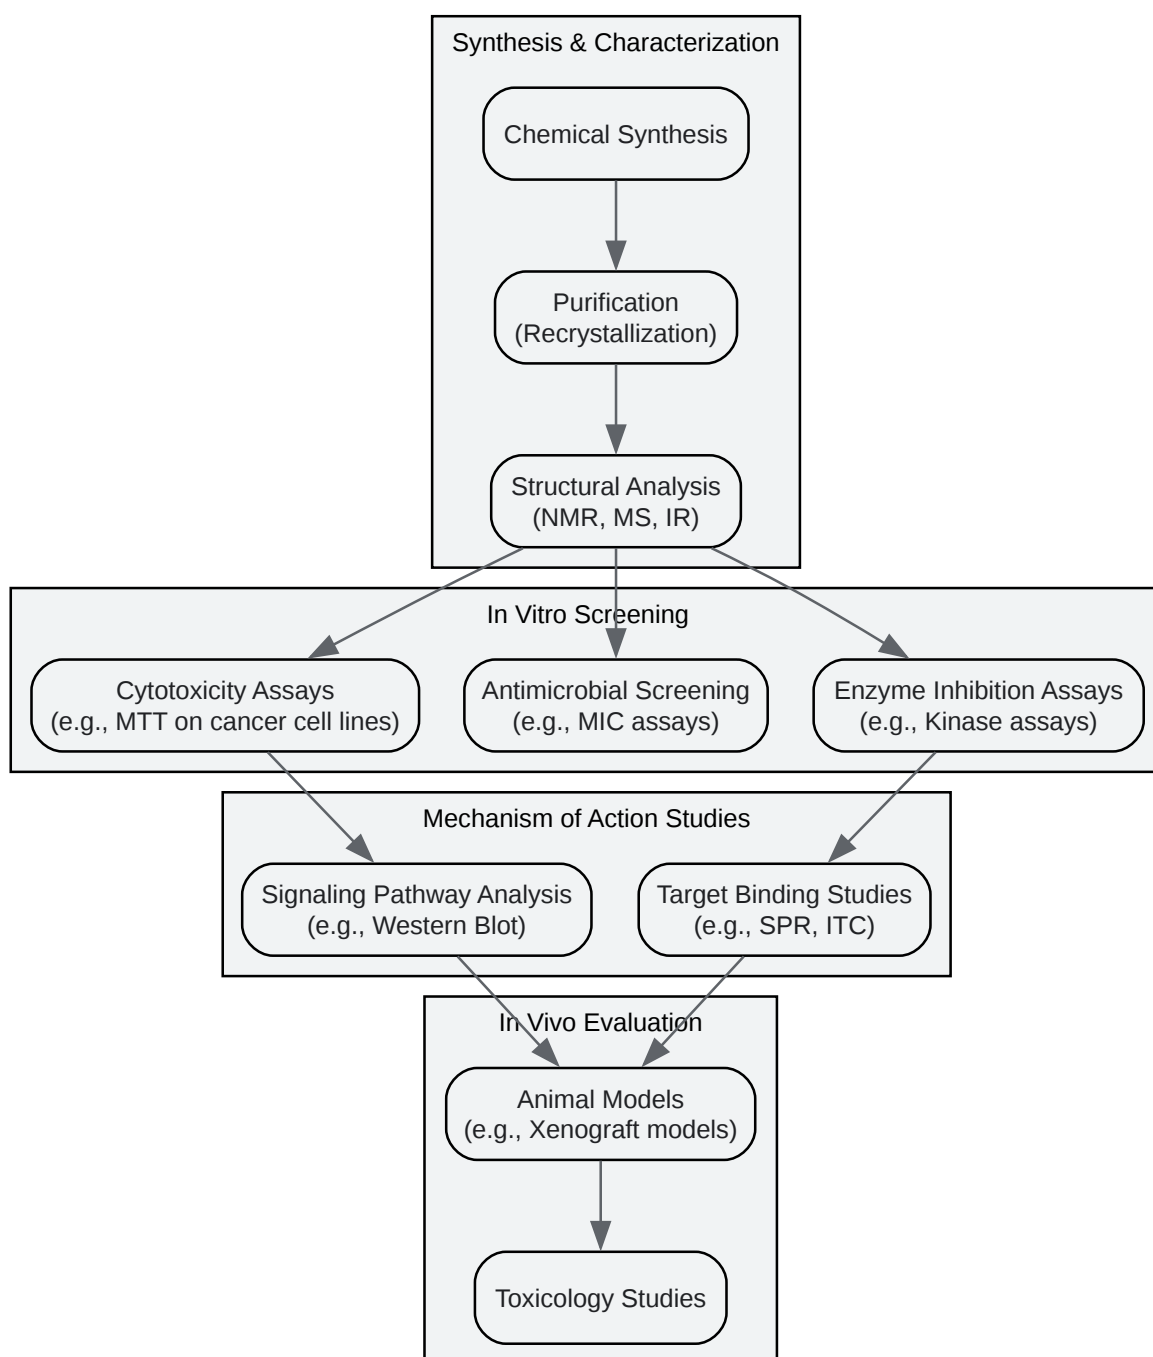 Synthesis & Characterization
Chemical Synthesis
Purification
(Recrystallization)
Structural Analysis
(NMR, MS, IR)
In Vitro Screening
Cytotoxicity Assays
(e.g., MTT on cancer cell lines)
Antimicrobial Screening
(e.g., MIC assays)
Enzyme Inhibition Assays
(e.g., Kinase assays)
Mechanism of Action Studies
Signaling Pathway Analysis
(e.g., Western Blot)
Target Binding Studies
(e.g., SPR, ITC)
In Vivo Evaluation
Animal Models
(e.g., Xenograft models)
Toxicology Studies